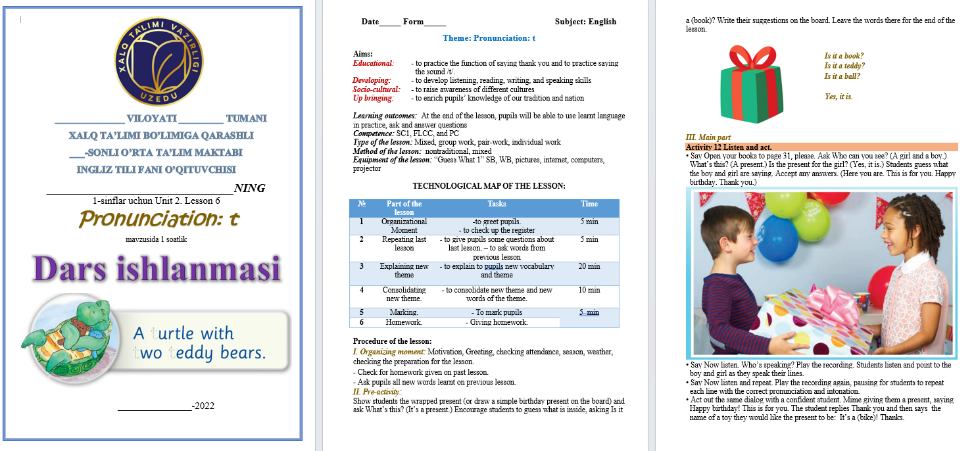 XALQ TA'LIMI VAZIRLIGI
UZEDU
____________ VILOYATI ________ TUMANI
XALQ TA'LIMI BO'LIMIGA QARASHLI
___-SONLI O'RTA TA'LIM MAKTABI
INGLIZ TILI FANI O'QITUVCHISI
______________________________NING
1-sinflar uchun Unit 2. Lesson 6
Pronunciation: t
mavzusida 1 soatlik
Dars ishlanmasi
A turtle with
two teddy bears.
_______________-2022
Date_____ Form_____ Subject: English
Theme: Pronunciation: t
Aims:
Educational: - to practice the function of saying thank you and to practice saying
the sound /t/.
Developing: - to develop listening, reading, writing, and speaking skills
Socio-cultural: - to raise awareness of different cultures
Up bringing: - to enrich pupils' knowledge of our tradition and nation
Learning outcomes: At the end of the lesson, pupils will be able to use learnt language
in practice, ask and answer questions
Competence: SC1, FLCC, and PC
Type of the lesson: Mixed, group work, pair-work, individual work
Method of the lesson: nontraditional, mixed
Equipment of the lesson: "Guess What 1" SB, WB, pictures, internet, computers,
projector
TECHNOLOGICAL MAP OF THE LESSON:
№ Part of the lesson Tasks Time
1 Organizational Moment -to greet pupils. - to check up the register 5 min
2 Repeating last lesson - to give pupils some questions about last lesson. – to ask words from previous lesson. 5 min
3 Explaining new theme - to explain to pupils new vocabulary and theme 20 min
4 Consolidating new theme. - to consolidate new theme and new words of the theme. 10 min
5 Marking. - To mark pupils 5 min
6 Homework. - Giving homework.
Procedure of the lesson:
I. Organizing moment: Motivation, Greeting, checking attendance, season, weather,
checking the preparation for the lesson.
- Check for homework given on past lesson.
- Ask pupils all new words learnt on previous lesson.
II. Pre-activity:
Show students the wrapped present (or draw a simple birthday present on the board) and
ask What's this? (It's a present.) Encourage students to guess what is inside, asking Is it
a (book)? Write their suggestions on the board. Leave the words there for the end of the
lesson.
Is it a book?
Is it a teddy?
Is it a ball?
Yes, it is.
III. Main part
Activity 12 Listen and act.
• Say Open your books to page 31, please. Ask Who can you see? (A girl and a boy.)
What's this? (A present.) Is the present for the girl? (Yes, it is.) Students guess what
the boy and girl are saying. Accept any answers. (Here you are. This is for you. Happy
birthday. Thank you.)
• Say Now listen. Who's speaking? Play the recording. Students listen and point to the
boy and girl as they speak their lines.
• Say Now listen and repeat. Play the recording again, pausing for students to repeat
each line with the correct pronunciation and intonation.
• Act out the same dialog with a confident student. Mime giving them a present, saying
Happy birthday! This is for you. The student replies Thank you and then says the
name of a toy they would like the present to be: It's a (bike)! Thanks.